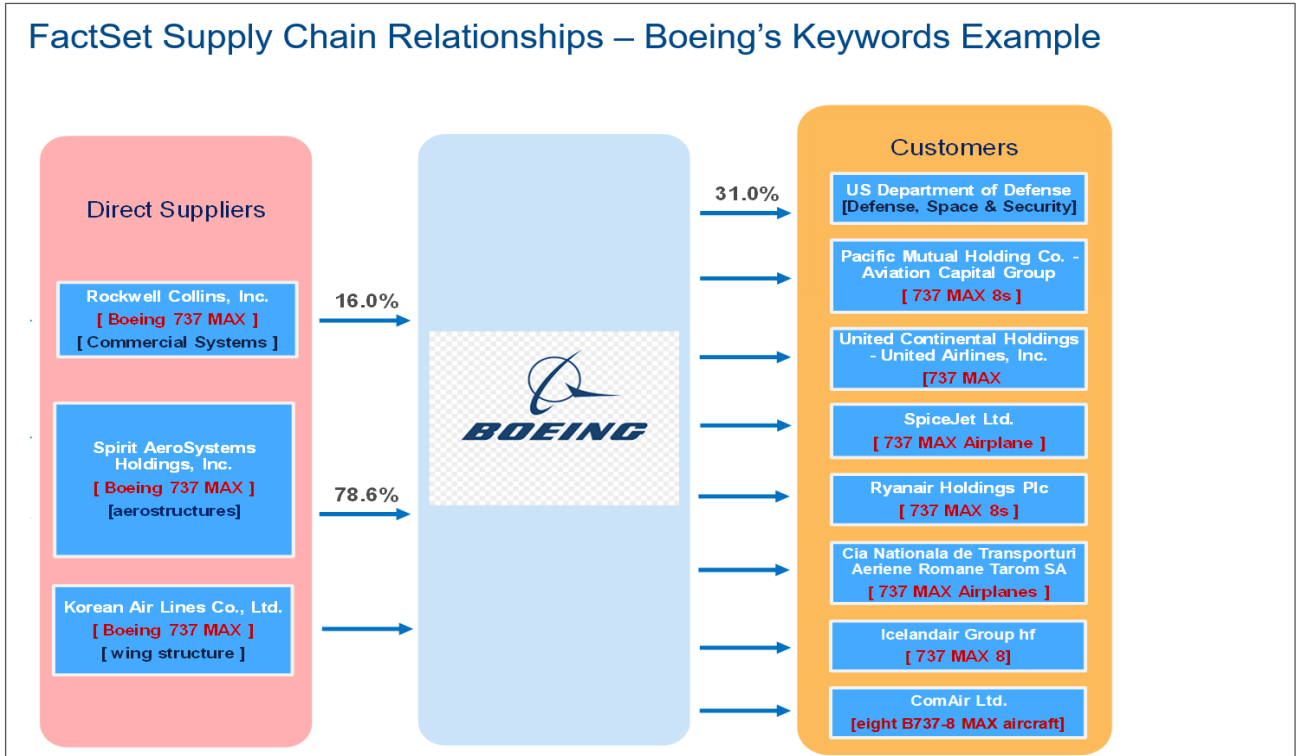 FactSet Supply Chain Relationships – Boeing's Keywords Example
Direct Suppliers
Rockwell Collins, Inc.
[ Boeing 737 MAX ]
[ Commercial Systems ]
16.0%
Spirit AeroSystems
Holdings, Inc.
[ Boeing 737 MAX ]
[aerostructures]
78.6%
Korean Air Lines Co., Ltd.
[ Boeing 737 MAX ]
[ wing structure ]
BOEING
31.0%
Customers
US Department of Defense
[Defense, Space & Security]
Pacific Mutual Holding Co. -
Aviation Capital Group
[ 737 MAX 8s ]
United Continental Holdings
- United Airlines, Inc.
[737 MAX
SpiceJet Ltd.
[ 737 MAX Airplane ]
Ryanair Holdings Plc
[ 737 MAX 8s ]
Cia Nationala de Transporturi
Aeriene Romane Tarom SA
[ 737 MAX Airplanes ]
Icelandair Group hf
[ 737 MAX 8]
ComAir Ltd.
[eight B737-8 MAX aircraft]